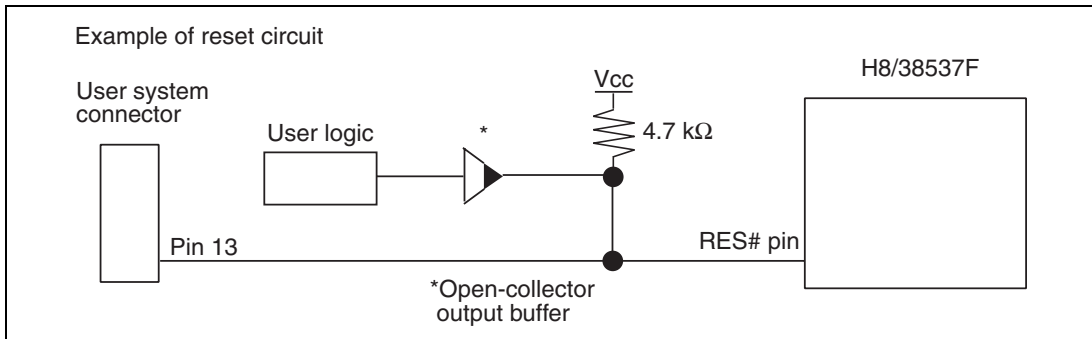 Example of reset circuit
H8/38537F
User system
connector
Vcc
User logic
*
4.7 kΩ
Pin 13
RES# pin
*Open-collector
output buffer